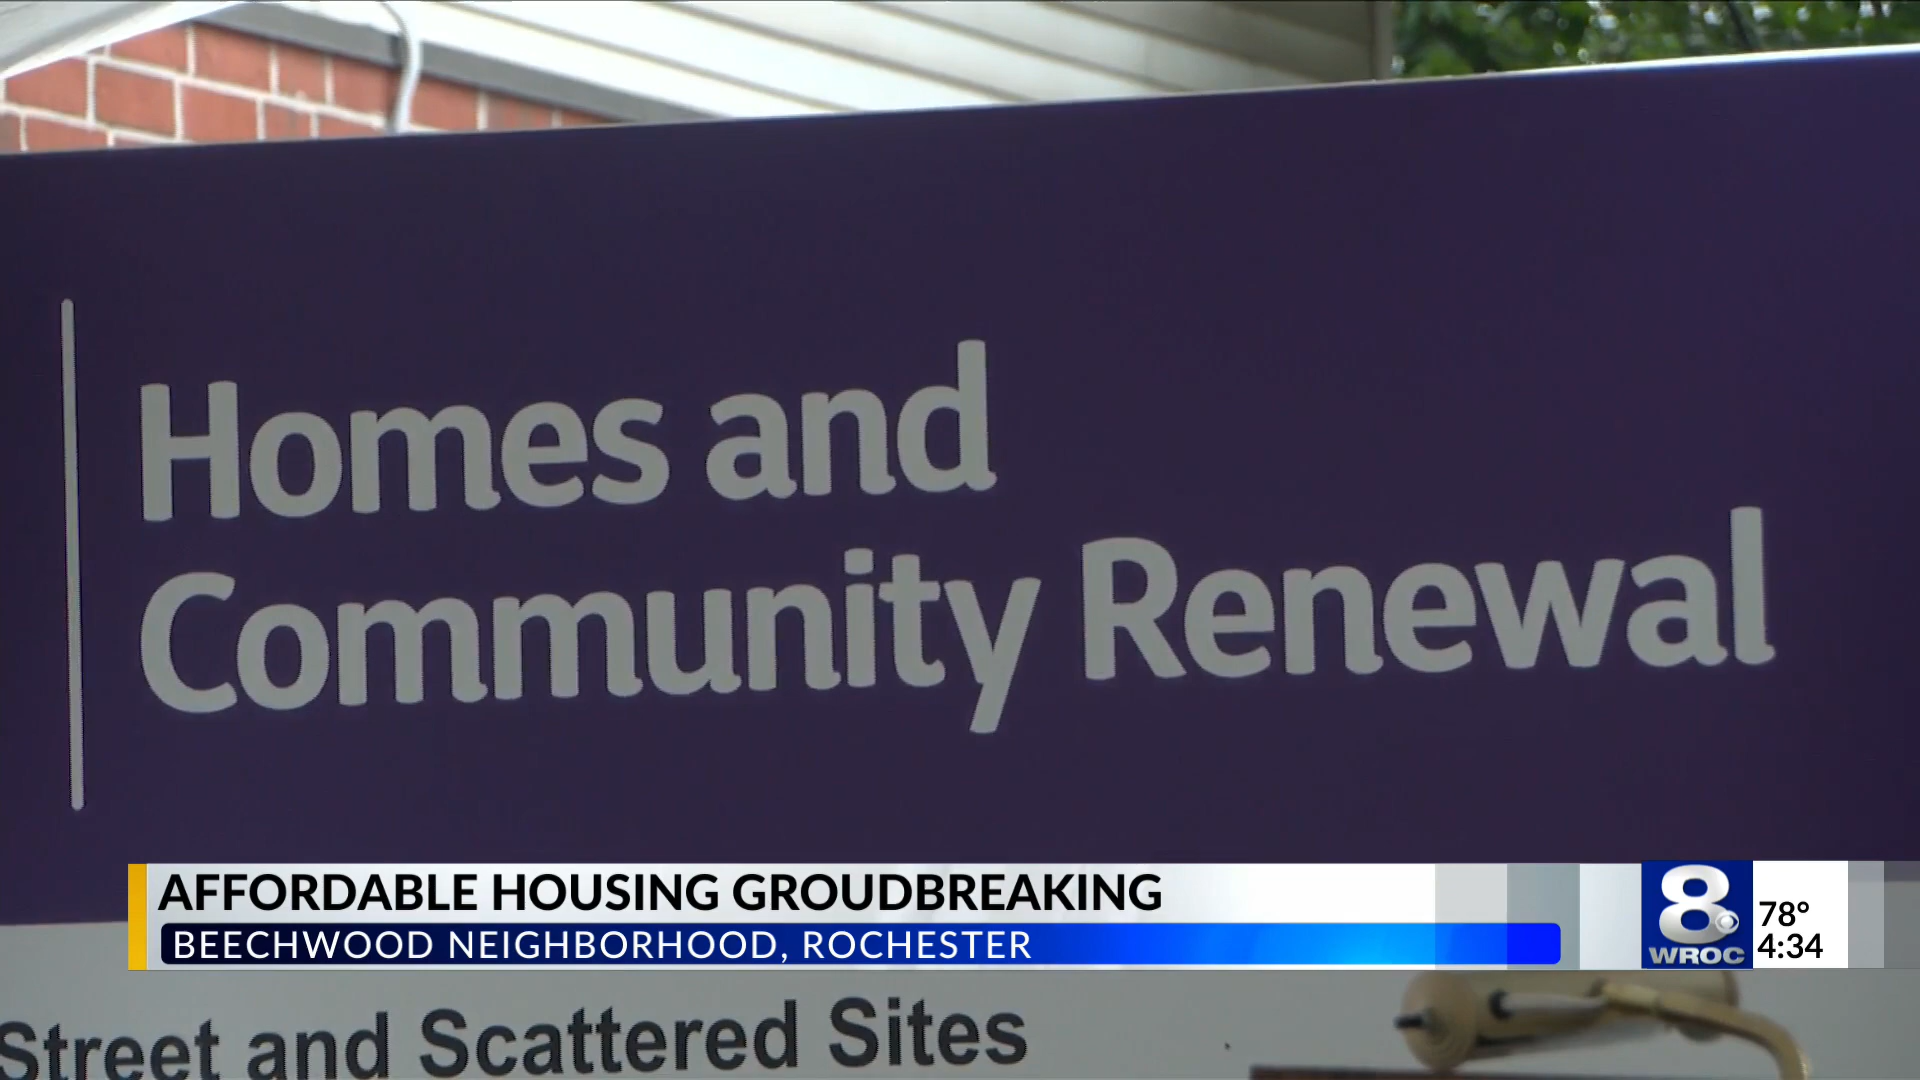 Homes and
Community Renewal
AFFORDABLE HOUSING GROUDBREAKING
BEECHWOOD NEIGHBORHOOD, ROCHESTER
8
WROC
78°
4:34
Street and Scattered Sites